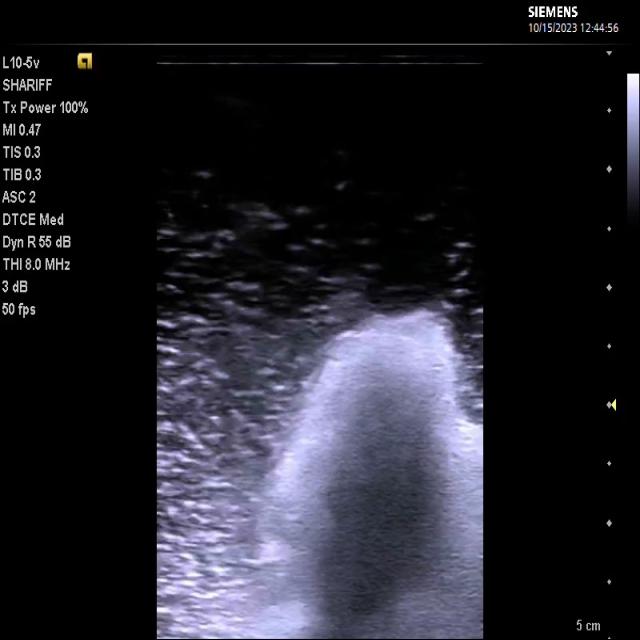 SIEMENS
10/15/2023 12:44:56
L10-5v
SHARIFF
Tx Power 100%
MI 0.47
TIS 0.3
TIB 0.3
ASC 2
DTCE Med
Dyn R 55 dB
THI 8.0 MHz
3 dB
50 fps
5 cm